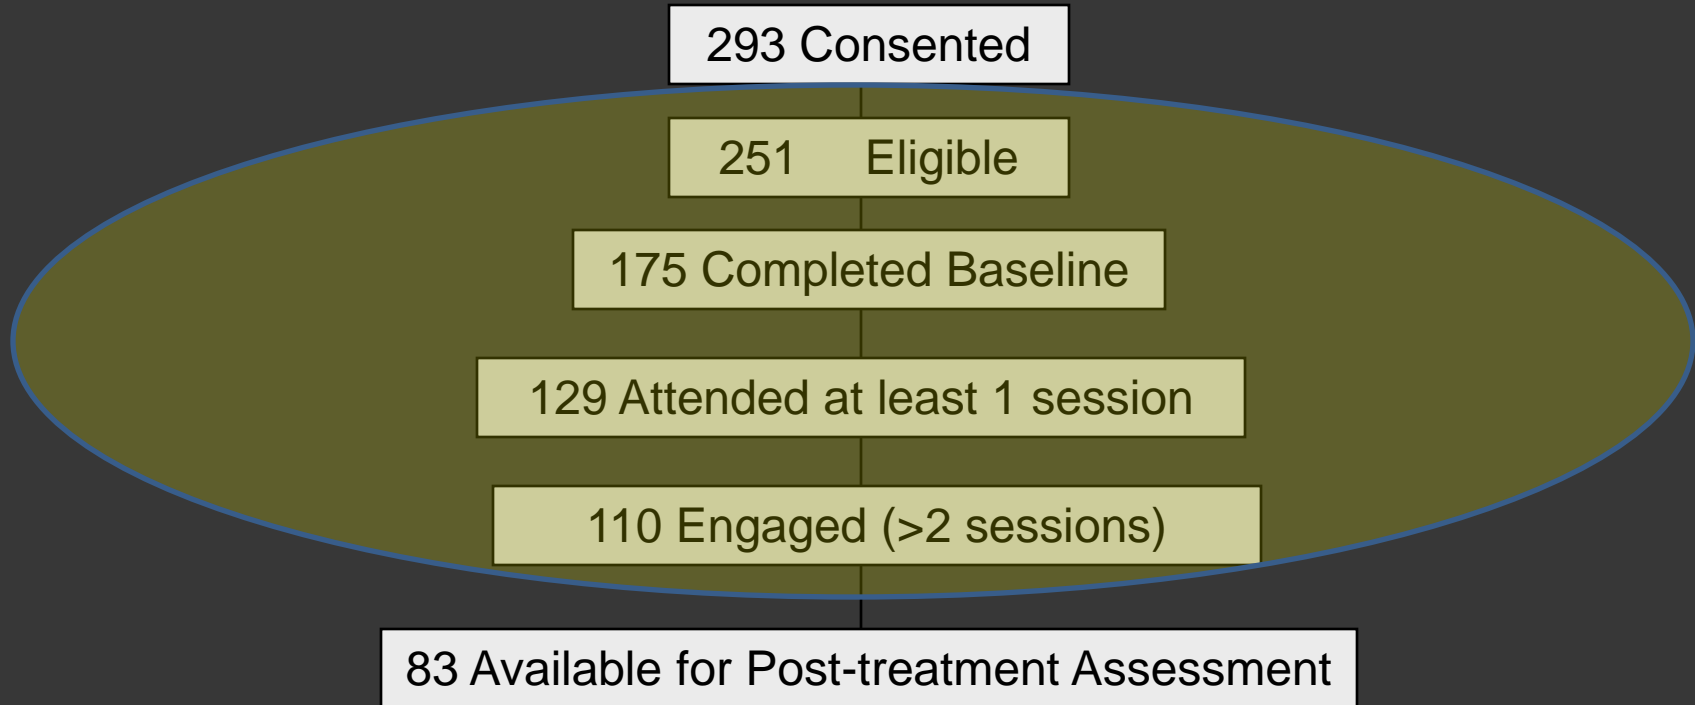 293 Consented
251 Eligible
175 Completed Baseline
129 Attended at least 1 session
110 Engaged (>2 sessions)
83 Available for Post-treatment Assessment